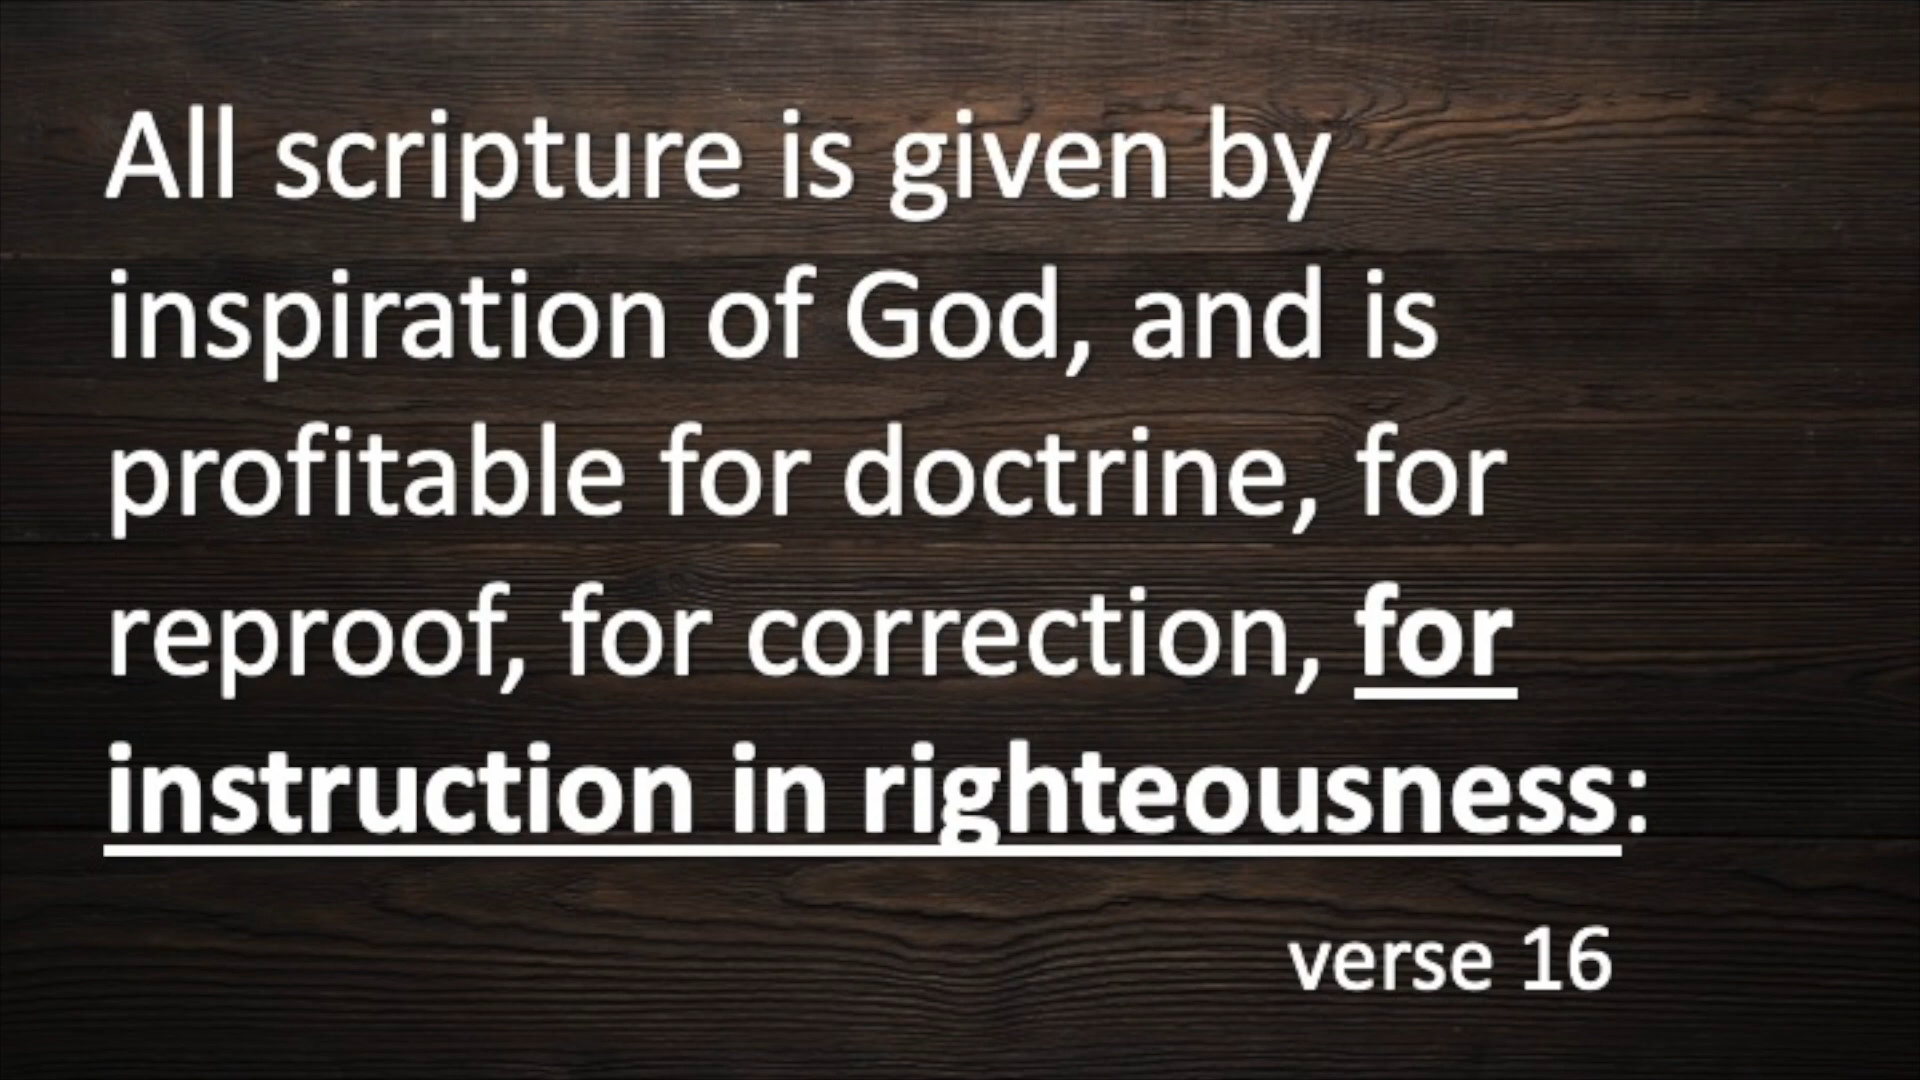 All scripture is given by
inspiration of God, and is
profitable for doctrine, for
reproof, for correction, for
instruction in righteousness:
verse 16